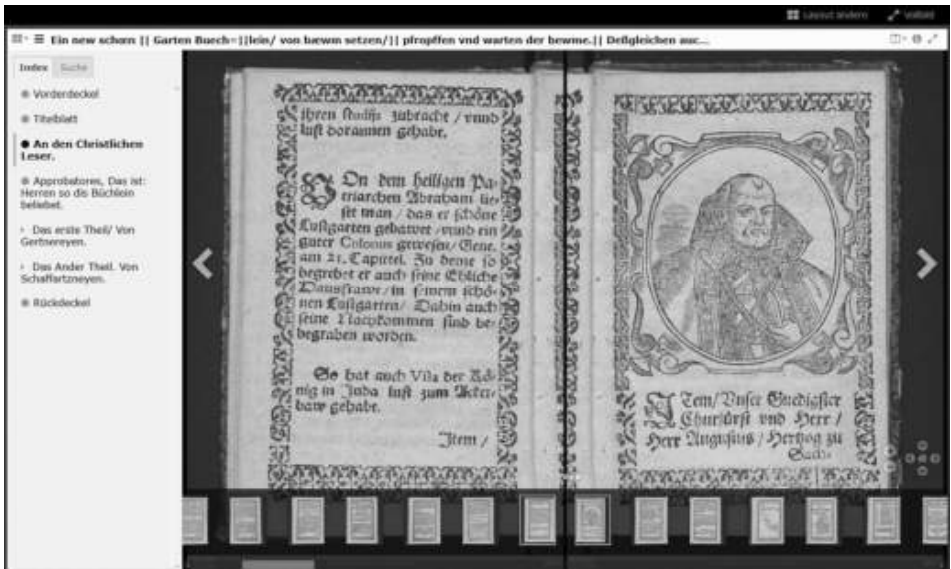 Layout ändern
Vollbild
Ein new schœn || Garten Buech=||lein/ von bæwm setzen/|| pfropffen vnd warten der bewme.|| Deßgleichen auc...
Index Suche
Vorderdeckel
Titelblatt
An den Christlichen
Leser.
Approbatores, Das ist:
Herren so dis Büchlein
beliebet.
Das erste Theil/ Von
Gertnereyen.
Das Ander Theil. Von
Schaffartzneyen.
Rückdeckel
ihren studijs zubracht / vnnd
lust dorainnen gehabt.
VOn dem heiligen Pa-
triarchen Abraham lie-
set man / das er schöne
Lustgarten gebawet / vnnd ein
guter Colonus gewesen / Gene.
am 21. Capittel. Zu deme so
begrebet er auch seine Ehliche
Hausfrawe / in seinem schö-
nen Lustgarten / Dahin auch
seine Nachkommen sind be-
begraben worden.
So hat auch Vsia der Kö-
nig in Juda lust zum Acker-
baw gehabt.
Item /
ITem / Vnser Gnedigster
Churfürst vnd Herr /
Herr Augustus / Hertzog zu
Sach-